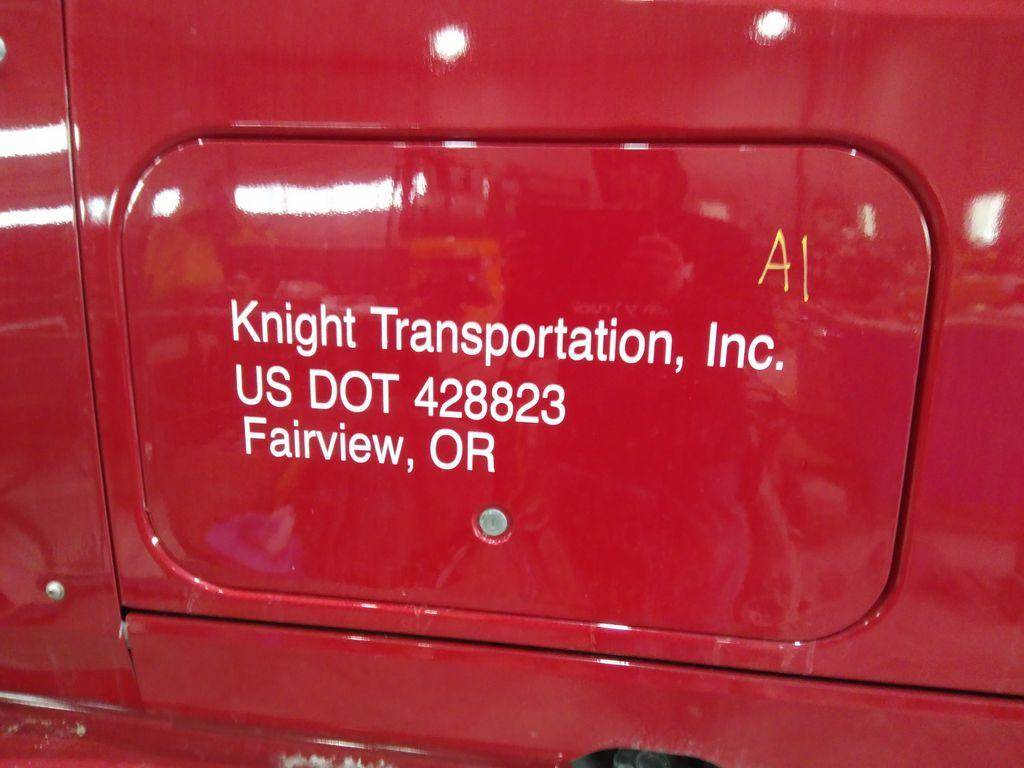 A1
Knight Transportation, Inc.
US DOT 428823
Fairview, OR